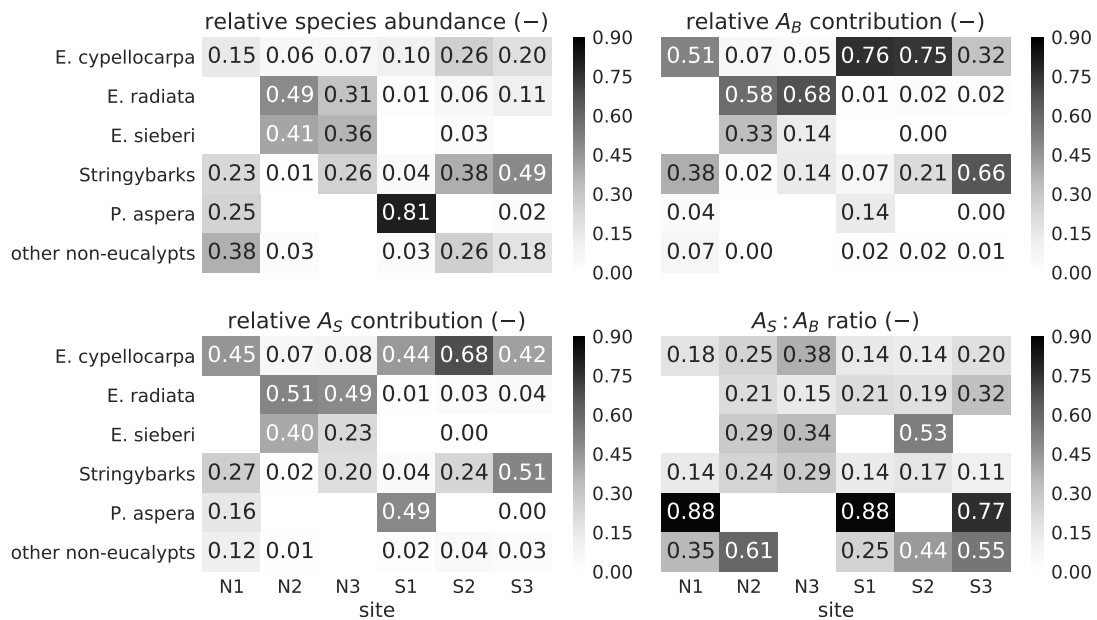 relative species abundance (−)
E. cypellocarpa 0.15 0.06 0.07 0.10 0.26 0.20
E. radiata 0.49 0.31 0.01 0.06 0.11
E. sieberi 0.41 0.36 0.03
Stringybarks 0.23 0.01 0.26 0.04 0.38 0.49
P. aspera 0.25 0.81 0.02
other non-eucalypts 0.38 0.03 0.03 0.26 0.18
0.90
0.75
0.60
0.45
0.30
0.15
0.00
relative A_B contribution (−)
0.51 0.07 0.05 0.76 0.75 0.32
0.58 0.68 0.01 0.02 0.02
0.33 0.14 0.00
0.38 0.02 0.14 0.07 0.21 0.66
0.04 0.14 0.00
0.07 0.00 0.02 0.02 0.01
0.90
0.75
0.60
0.45
0.30
0.15
0.00
relative A_S contribution (−)
E. cypellocarpa 0.45 0.07 0.08 0.44 0.68 0.42
E. radiata 0.51 0.49 0.01 0.03 0.04
E. sieberi 0.40 0.23 0.00
Stringybarks 0.27 0.02 0.20 0.04 0.24 0.51
P. aspera 0.16 0.49 0.00
other non-eucalypts 0.12 0.01 0.02 0.04 0.03
N1 N2 N3 S1 S2 S3
site
0.90
0.75
0.60
0.45
0.30
0.15
0.00
A_S : A_B ratio (−)
0.18 0.25 0.38 0.14 0.14 0.20
0.21 0.15 0.21 0.19 0.32
0.29 0.34 0.53
0.14 0.24 0.29 0.14 0.17 0.11
0.88 0.88 0.77
0.35 0.61 0.25 0.44 0.55
N1 N2 N3 S1 S2 S3
site
0.90
0.75
0.60
0.45
0.30
0.15
0.00